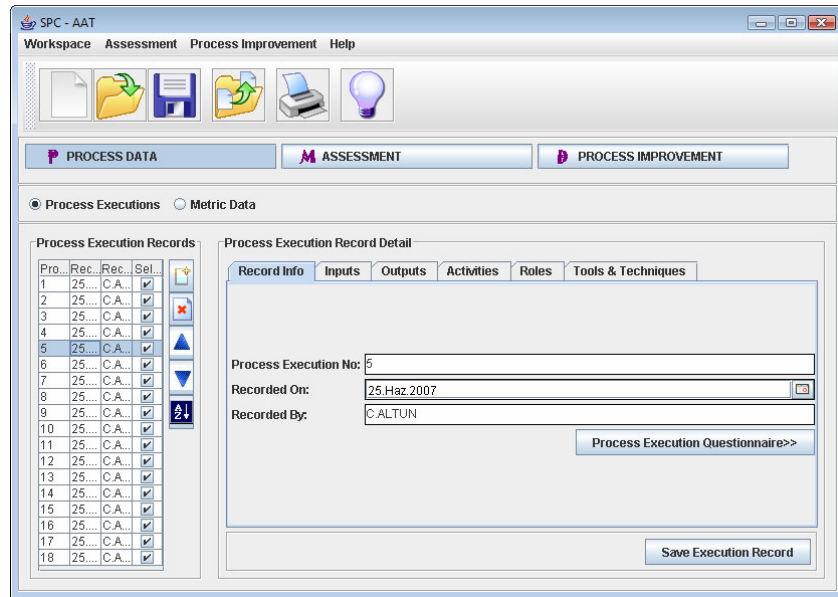 SPC - AAT
Workspace Assessment Process Improvement Help
P PROCESS DATA M ASSESSMENT D PROCESS IMPROVEMENT
Process Executions Metric Data
Process Execution Records
Pro... Rec... Rec... Sel...
1 25.... C.A...
2 25.... C.A...
3 25.... C.A...
4 25.... C.A...
5 25.... C.A...
6 25.... C.A...
7 25.... C.A...
8 25.... C.A...
9 25.... C.A...
10 25.... C.A...
11 25.... C.A...
12 25.... C.A...
13 25.... C.A...
14 25.... C.A...
15 25.... C.A...
16 25.... C.A...
17 25.... C.A...
18 25.... C.A...
A Z
Process Execution Record Detail
Record Info Inputs Outputs Activities Roles Tools & Techniques
Process Execution No: 5
Recorded On: 25.Haz.2007
Recorded By: C.ALTUN
Process Execution Questionnaire>>
Save Execution Record